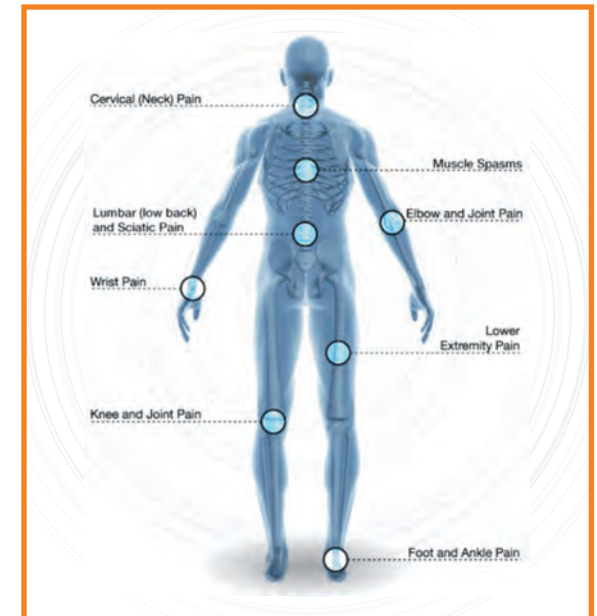 Cervical (Neck) Pain
Muscle Spasms
Lumbar (low back)
and Sciatic Pain
Elbow and Joint Pain
Wrist Pain
Lower
Extremity Pain
Knee and Joint Pain
Foot and Ankle Pain